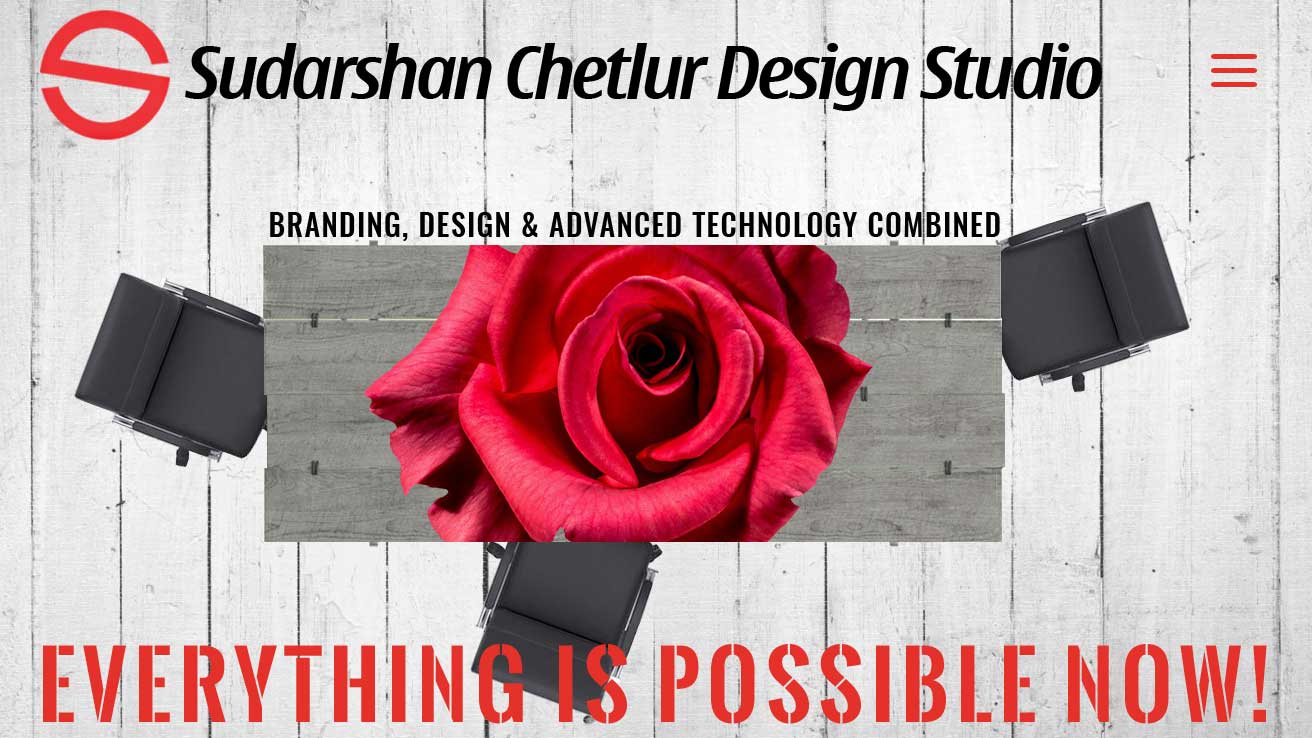 Sudarshan Chetlur Design Studio
BRANDING, DESIGN & ADVANCED TECHNOLOGY COMBINED
EVERYTHING IS POSSIBLE NOW!